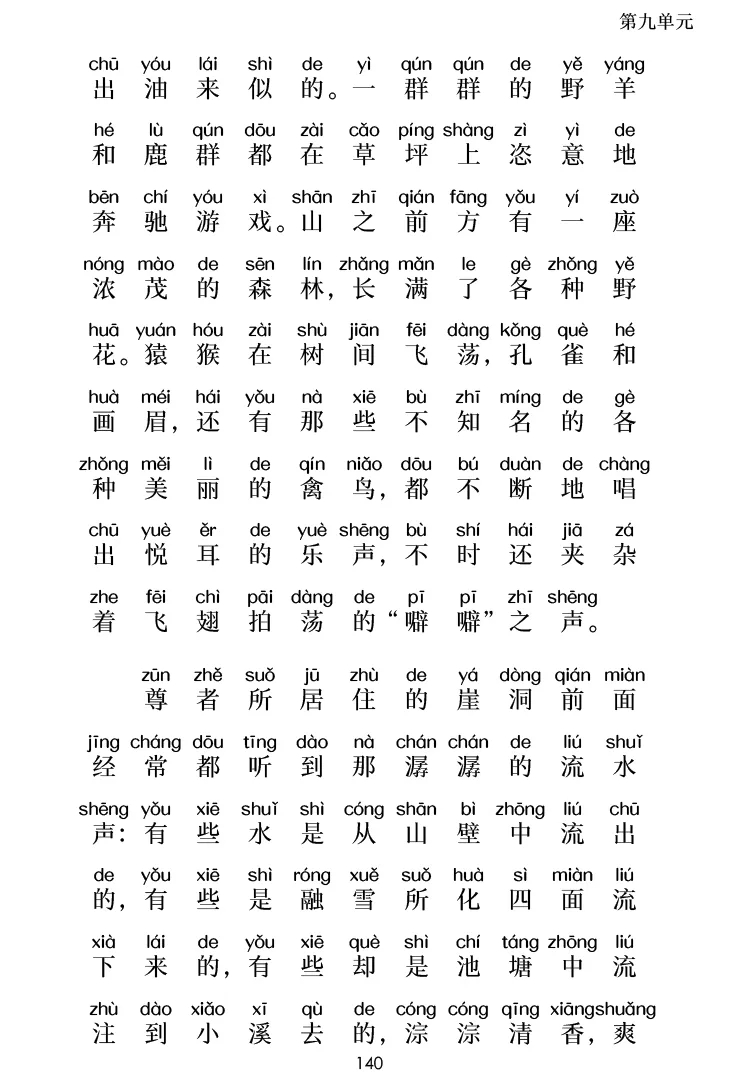 第九单元
chū yóu lái shì de yì qún qún de yě yáng
出油来似的。一群群的野羊
hé lù qún dōu zài cǎo píng shàng zì yì de
和鹿群都在草坪上恣意地
bēn chí yóu xì shān zhī qián fāng yǒu yí zuò
奔驰游戏。山之前方有一座
nóng mào de sēn lín zhǎng mǎn le gè zhǒng yě
浓茂的森林，长满了各种野
huā yuán hóu zài shù jiān fēi dàng kǒng què hé
花。猿猴在树间飞荡，孔雀和
huà méi hái yǒu nà xiē bù zhī míng de gè
画眉，还有那些不知名的各
zhǒng měi lì de qín niǎo dōu bú duàn de chàng
种美丽的禽鸟，都不断地唱
chū yuè ěr de yuè shēng bù shí hái jiā zá
出悦耳的乐声，不时还夹杂
zhe fēi chì pāi dàng de pī pī zhī shēng
着飞翅拍荡的“噼噼”之声。
zūn zhě suǒ jū zhù de yá dòng qián miàn
尊者所居住的崖洞前面
jīng cháng dōu tīng dào nà chán chán de liú shuǐ
经常都听到那潺潺的流水
shēng yǒu xiē shuǐ shì cóng shān bì zhōng liú chū
声：有些水是从山壁中流出
de yǒu xiē shì róng xuě suǒ huà sì miàn liú
的，有些是融雪所化四面流
xià lái de yǒu xiē què shì chí táng zhōng liú
下来的，有些却是池塘中流
zhù dào xiǎo xī qù de cóng cóng qīng xiāng shuǎng
注到小溪去的，淙淙清香，爽
140